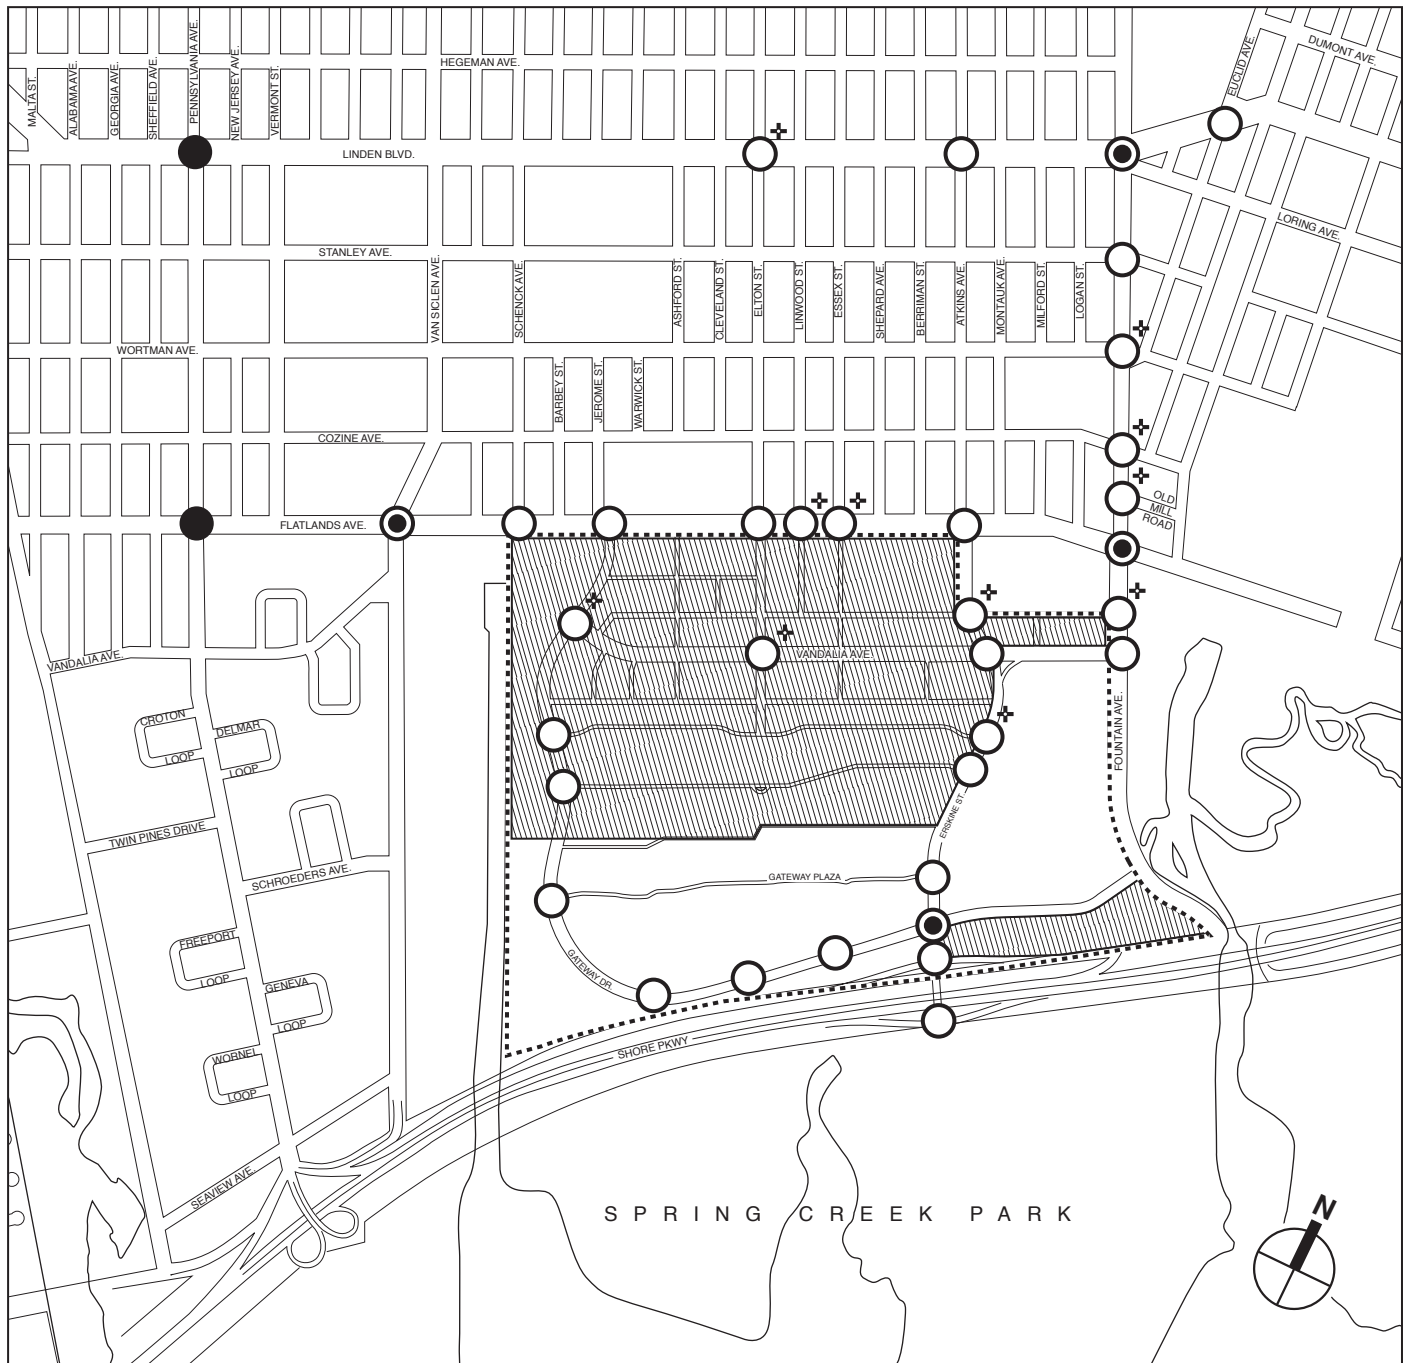 DUMONT AVE.
EUCLID AVE.
HEGEMAN AVE.
MALTA ST.
ALABAMA AVE.
GEORGIA AVE.
SHEFFIELD AVE.
PENNSYLVANIA AVE.
NEW JERSEY AVE.
VERMONT ST.
LINDEN BLVD.
LORING AVE.
STANLEY AVE.
VAN SICLEN AVE.
SCHENCK AVE.
ASHFORD ST.
CLEVELAND ST.
ELTON ST.
LINWOOD ST.
ESSEX ST.
SHEPARD AVE.
BERRIMAN ST.
ATKINS AVE.
MONTAUK AVE.
MILFORD ST.
LOGAN ST.
WORTMAN AVE.
BARBEY ST.
JEROME ST.
WARWICK ST.
COZINE AVE.
OLD
MILL
ROAD
FLATLANDS AVE.
VANDALIA AVE.
VANDALIA AVE.
FOUNTAIN AVE.
CROTON
LOOP
DELMAR
LOOP
ERSKINE ST.
TWIN PINES DRIVE
SCHROEDERS AVE.
GATEWAY PLAZA
FREEPORT
LOOP
GATEWAY DR.
GENEVA
LOOP
SHORE PKWY
WORNEL
LOOP
SEAVIEW AVE.
SPRING CREEK PARK
N